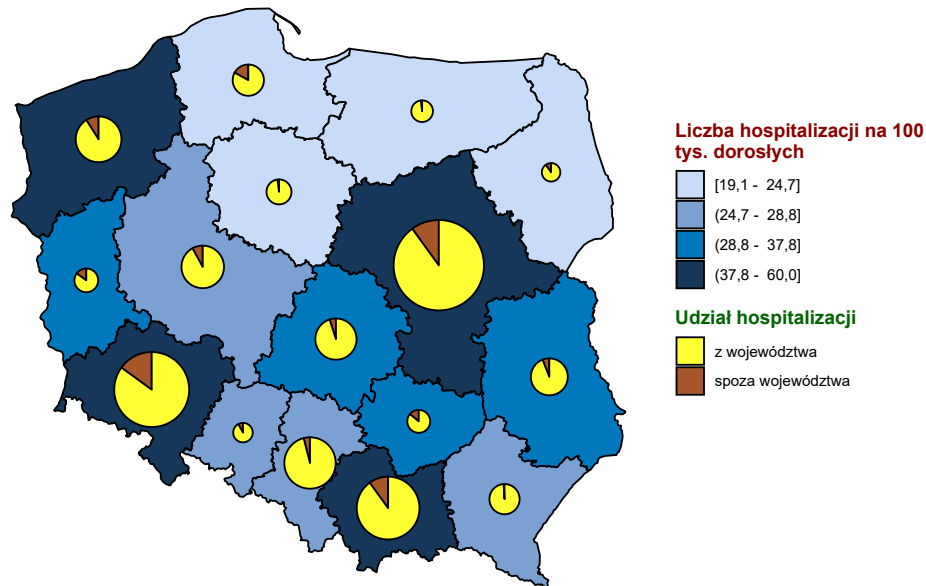 Liczba hospitalizacji na 100
tys. dorosłych
[19,1 - 24,7]
(24,7 - 28,8]
(28,8 - 37,8]
(37,8 - 60,0]
Udział hospitalizacji
z województwa
spoza województwa